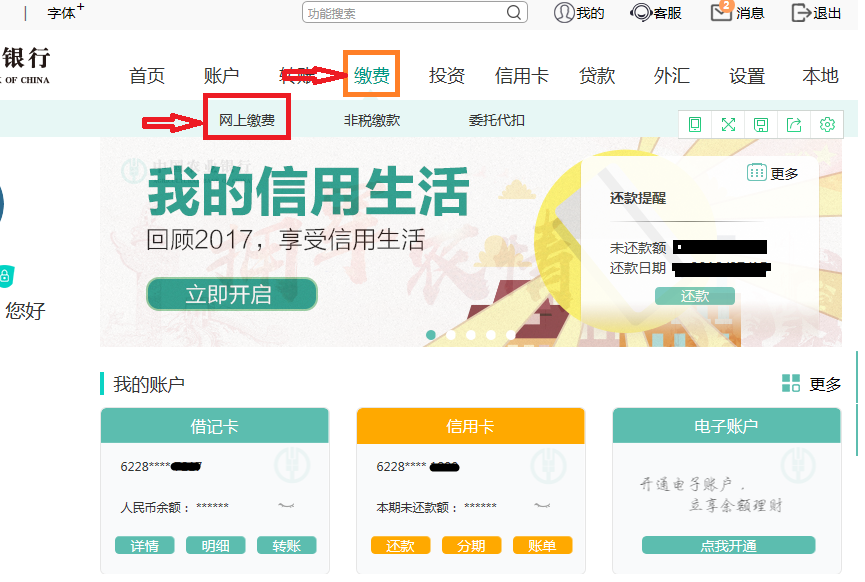 字体+ 功能搜索 我的 客服 2 消息 退出
银行
OF CHINA
首页 账户 转账 缴费 投资 信用卡 贷款 外汇 设置 本地
网上缴费 非税缴款 委托代扣
中国农业银行
我的信用生活
回顾2017，享受信用生活
立即开启
更多
还款提醒
未还款额
还款日期
还款
您好
我的账户 更多
借记卡 信用卡 电子账户
6228**** 6228****
开通电子账户，
立享余额理财
人民币余额： ****** 本期未还款额： ******
详情 明细 转账 还款 分期 账单 点我开通